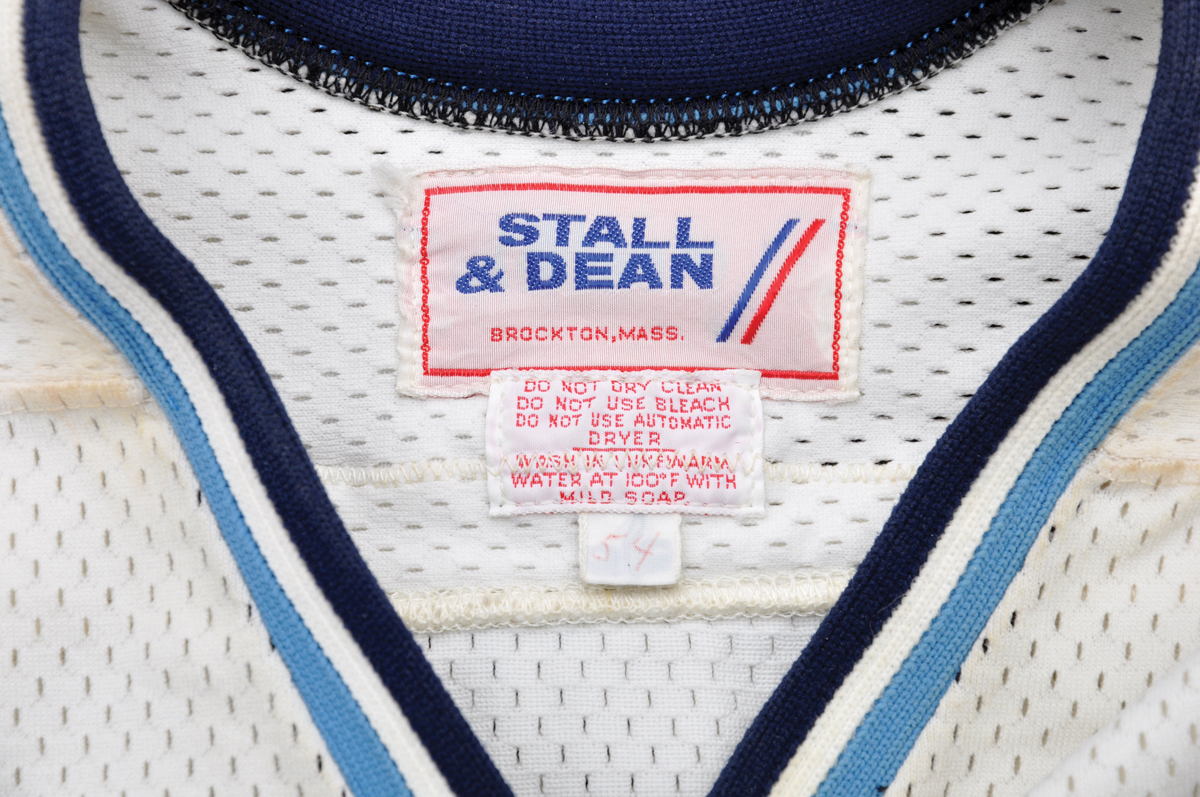 STALL
& DEAN
BROCKTON, MASS.
DO NOT DRY CLEAN
DO NOT USE BLEACH
DO NOT USE AUTOMATIC
DRYER
WASH IN LUKEWARM
WATER AT 100°F WITH
MILD SOAP
54